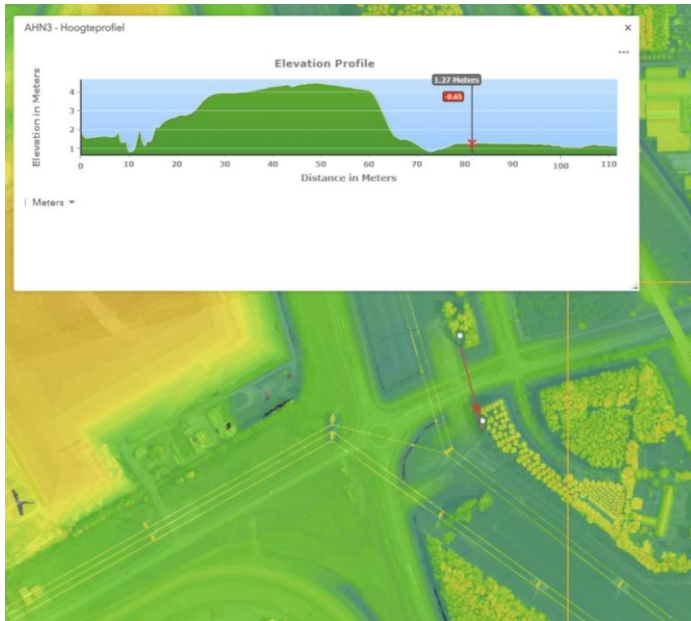 AHN3 - Hoogteprofiel
×
...
Elevation Profile
1.27 Meters
-0.65
Elevation in Meters
4
3
2
1
0 10 20 30 40 50 60 70 80 90 100 110
Distance in Meters
| Meters